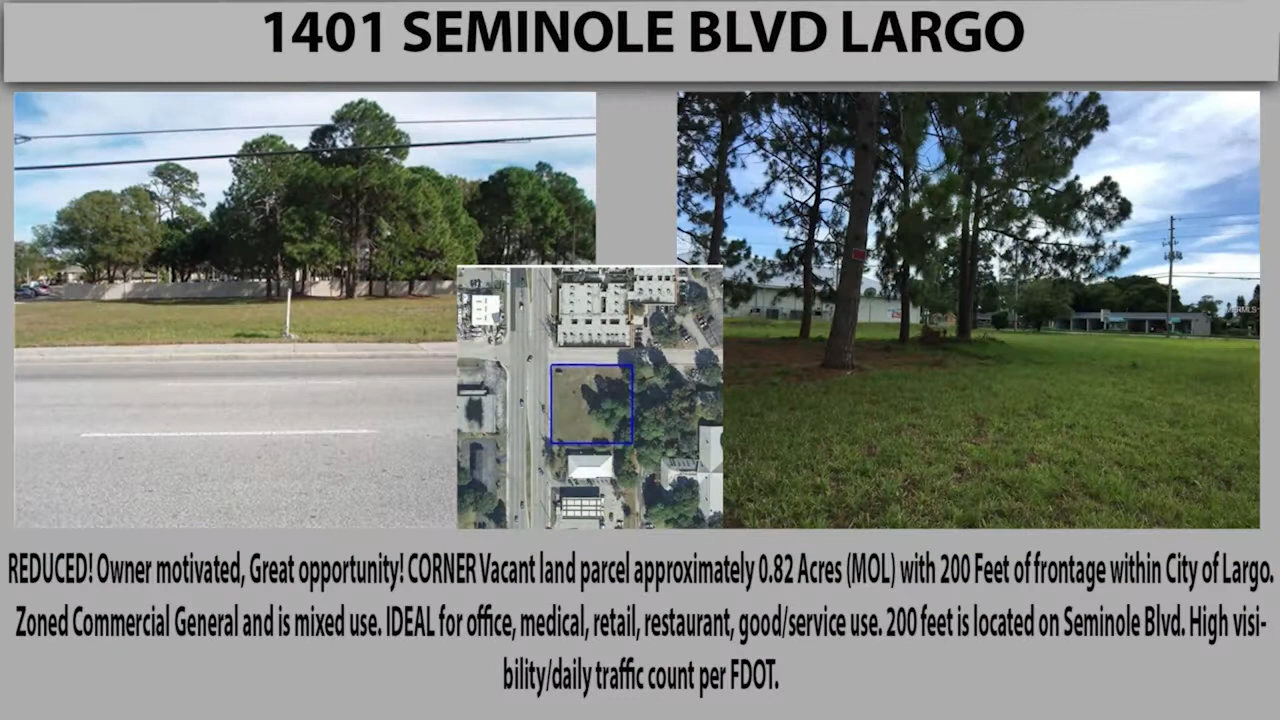 1401 SEMINOLE BLVD LARGO
REDUCED! Owner motivated, Great opportunity! CORNER Vacant land parcel approximately 0.82 Acres (MOL) with 200 Feet of frontage within City of Largo.
Zoned Commercial General and is mixed use. IDEAL for office, medical, retail, restaurant, good/service use. 200 feet is located on Seminole Blvd. High visi-
bility/daily traffic count per FDOT.